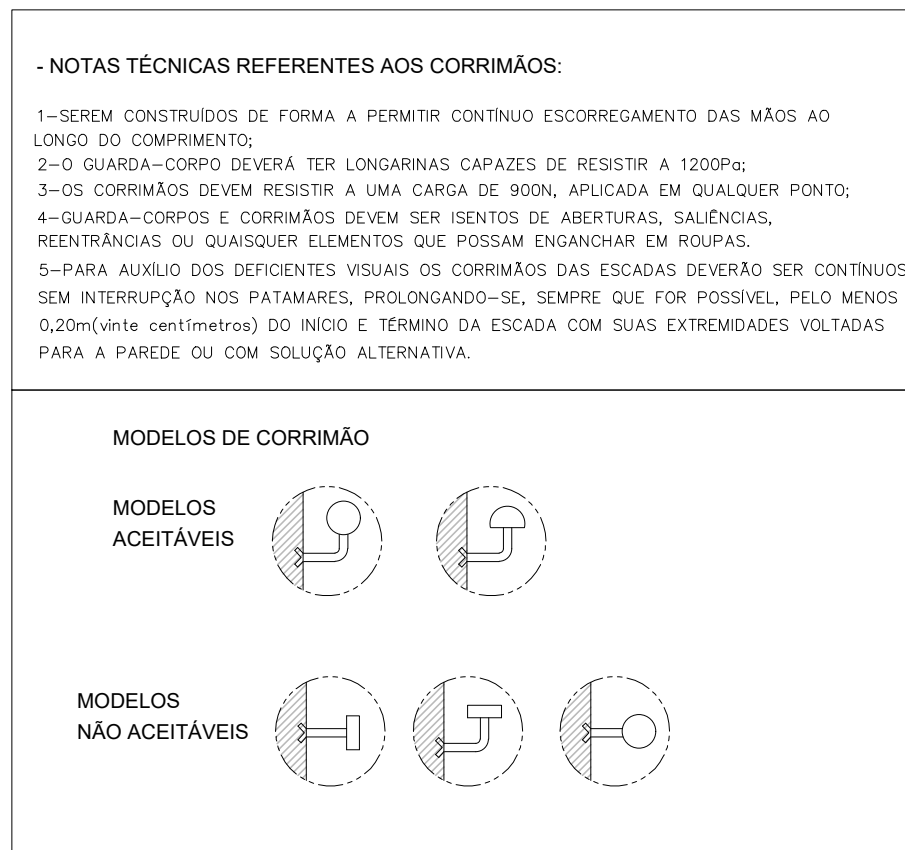 - NOTAS TÉCNICAS REFERENTES AOS CORRIMÃOS:
1-SEREM CONSTRUÍDOS DE FORMA A PERMITIR CONTÍNUO ESCORREGAMENTO DAS MÃOS AO
LONGO DO COMPRIMENTO;
2-O GUARDA-CORPO DEVERÁ TER LONGARINAS CAPAZES DE RESISTIR A 1200Pa;
3-OS CORRIMÃOS DEVEM RESISTIR A UMA CARGA DE 900N, APLICADA EM QUALQUER PONTO;
4-GUARDA-CORPOS E CORRIMÃOS DEVEM SER ISENTOS DE ABERTURAS, SALIÊNCIAS,
REENTRÂNCIAS OU QUAISQUER ELEMENTOS QUE POSSAM ENGANCHAR EM ROUPAS.
5-PARA AUXÍLIO DOS DEFICIENTES VISUAIS OS CORRIMÃOS DAS ESCADAS DEVERÃO SER CONTÍNUOS
SEM INTERRUPÇÃO NOS PATAMARES, PROLONGANDO-SE, SEMPRE QUE FOR POSSÍVEL, PELO MENOS
0,20m(vinte centímetros) DO INÍCIO E TÉRMINO DA ESCADA COM SUAS EXTREMIDADES VOLTADAS
PARA A PAREDE OU COM SOLUÇÃO ALTERNATIVA.
MODELOS DE CORRIMÃO
MODELOS
ACEITÁVEIS
MODELOS
NÃO ACEITÁVEIS